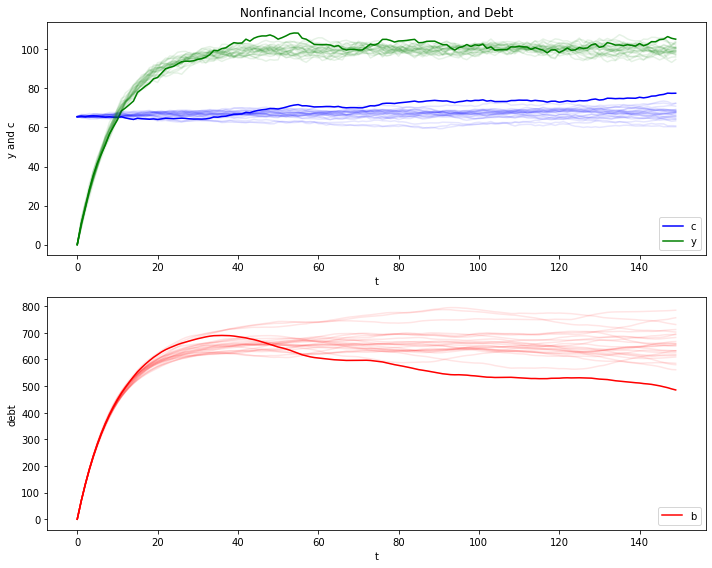 Nonfinancial Income, Consumption, and Debt
y and c
100
80
60
40
20
0
c
y
0 20 40 60 80 100 120 140
t
debt
800
700
600
500
400
300
200
100
0
b
0 20 40 60 80 100 120 140
t